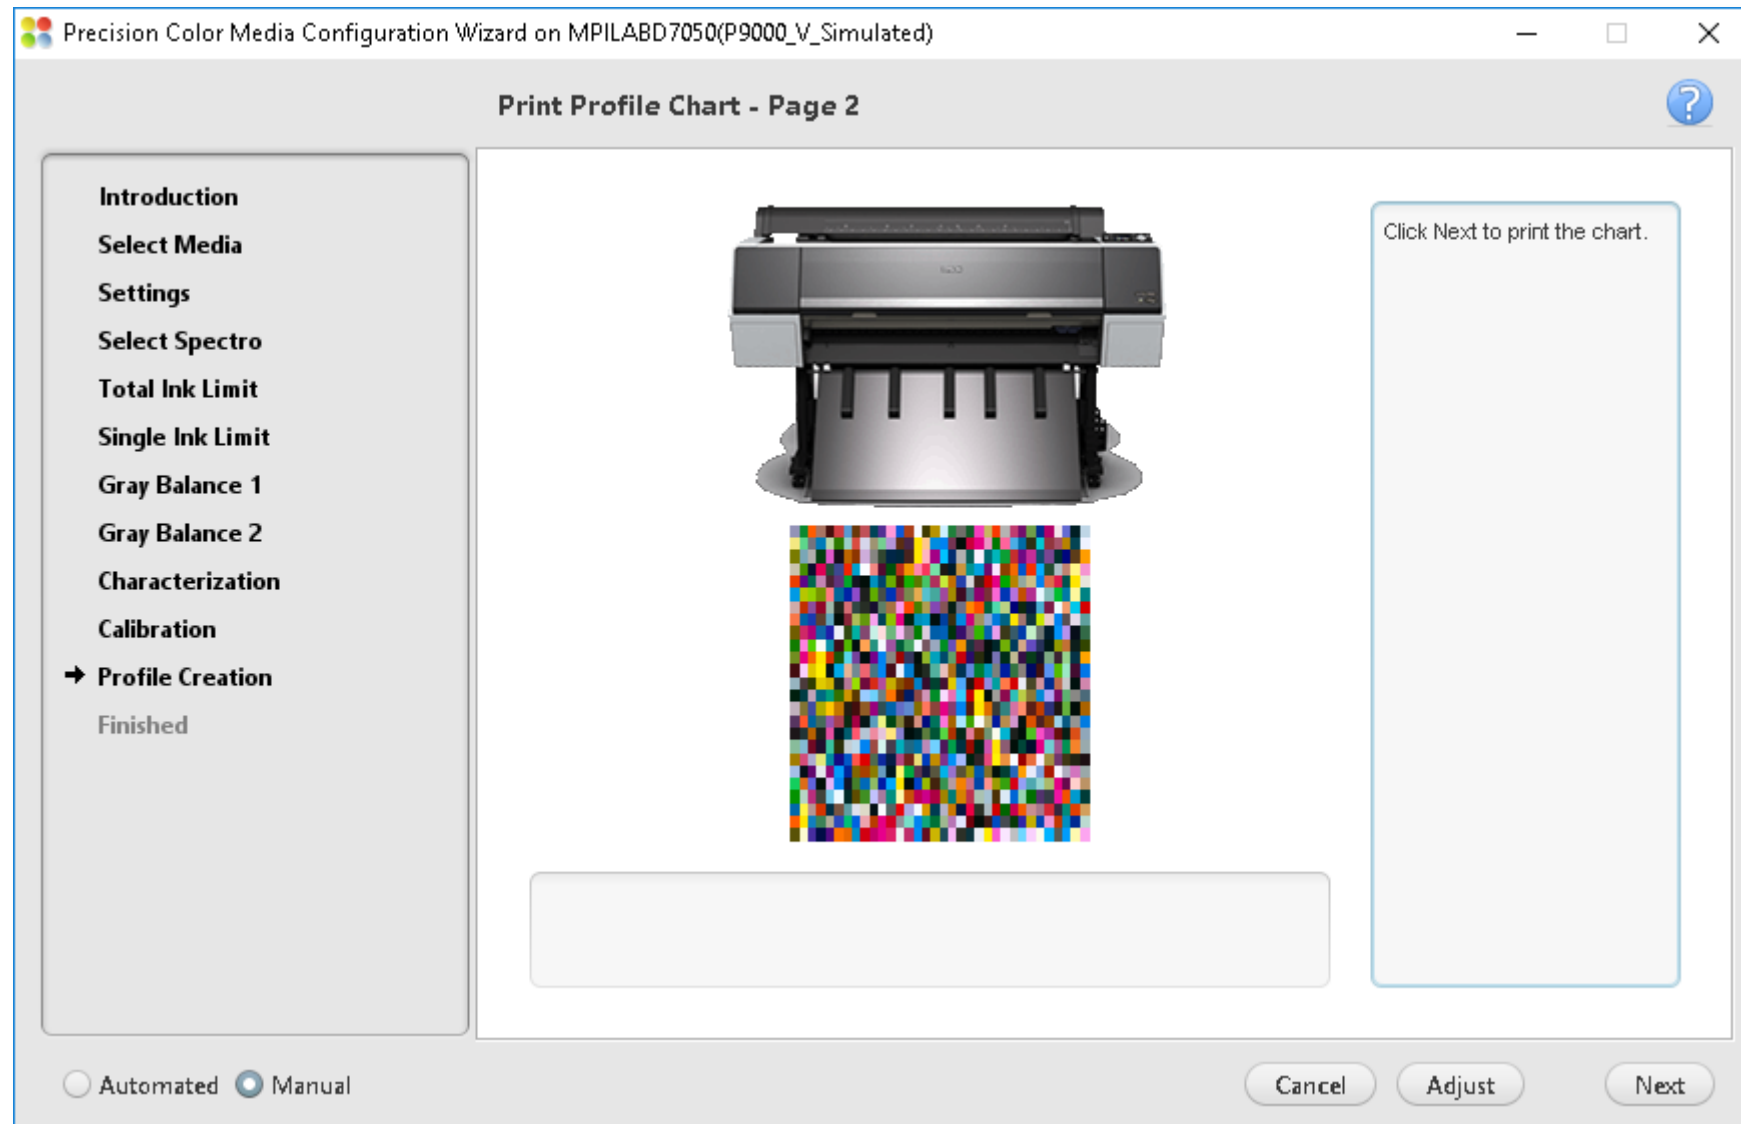 Precision Color Media Configuration Wizard on MPILABD7050(P9000_V_Simulated)
Print Profile Chart - Page 2
?
Introduction
Select Media
Settings
Select Spectro
Total Ink Limit
Single Ink Limit
Gray Balance 1
Gray Balance 2
Characterization
Calibration
Profile Creation
Finished
Click Next to print the chart.
Automated
Manual
Cancel
Adjust
Next